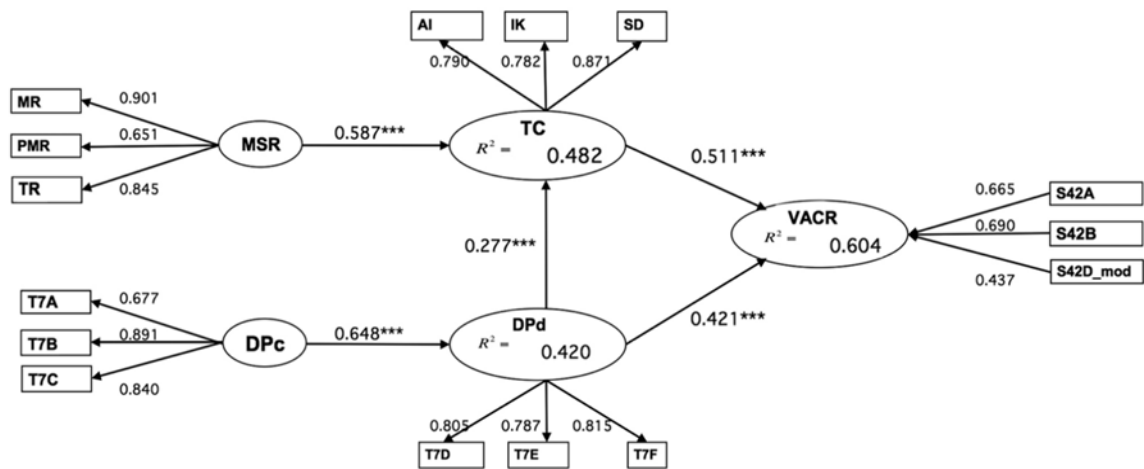 AI
IK
SD
0.790
0.782
0.871
MR
0.901
PMR
0.651
TR
0.845
MSR
0.587***
TC
R² = 0.482
0.511***
VACR
R² = 0.604
0.665
S42A
0.690
S42B
0.437
S42D_mod
0.277***
T7A
0.677
T7B
0.891
T7C
0.840
DPc
0.648***
DPd
R² = 0.420
0.421***
0.805
0.787
0.815
T7D
T7E
T7F